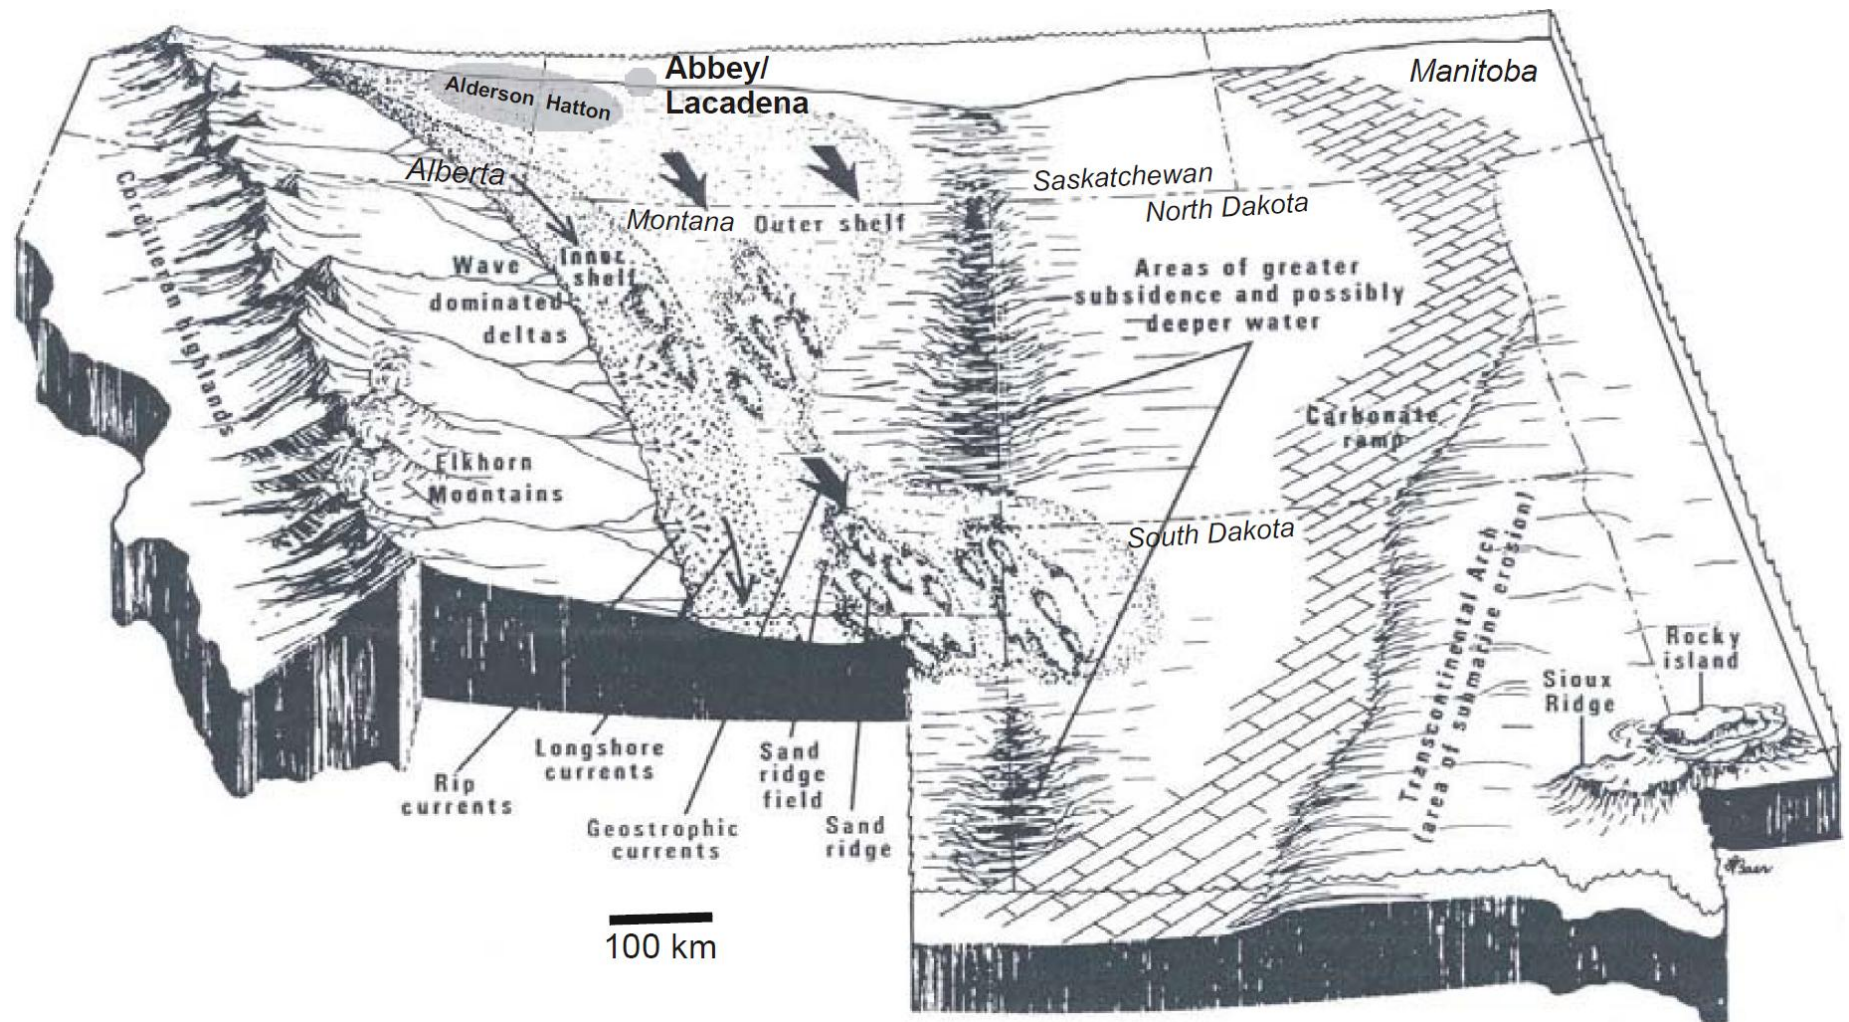 Abbey/
Lacadena
Alderson Hatton
Manitoba
Alberta
Saskatchewan
North Dakota
Montana
Outer shelf
Inner
shelf
Cordilleran highlands
Wave
dominated
deltas
Areas of greater
subsidence and possibly
deeper water
Carbonate
ramp
Elkhorn
Mountains
South Dakota
Transcontinental Arch
(area of submarine erosion)
Rocky
island
Sioux
Ridge
Rip
currents
Longshore
currents
Geostrophic
currents
Sand
ridge
field
Sand
ridge
100 km